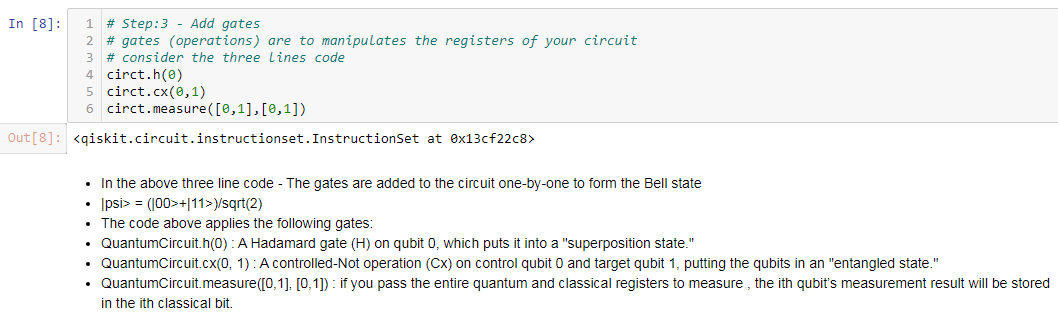 In [8]:
1 # Step:3 - Add gates
2 # gates (operations) are to manipulates the registers of your circuit
3 # consider the three lines code
4 circt.h(0)
5 circt.cx(0,1)
6 circt.measure([0,1],[0,1])
Out[8]: <qiskit.circuit.instructionset.InstructionSet at 0x13cf22c8>
• In the above three line code - The gates are added to the circuit one-by-one to form the Bell state
• |psi> = (|00>+|11>)/sqrt(2)
• The code above applies the following gates:
• QuantumCircuit.h(0) : A Hadamard gate (H) on qubit 0, which puts it into a "superposition state."
• QuantumCircuit.cx(0, 1) : A controlled-Not operation (Cx) on control qubit 0 and target qubit 1, putting the qubits in an "entangled state."
• QuantumCircuit.measure([0,1], [0,1]) : if you pass the entire quantum and classical registers to measure , the ith qubit's measurement result will be stored
in the ith classical bit.